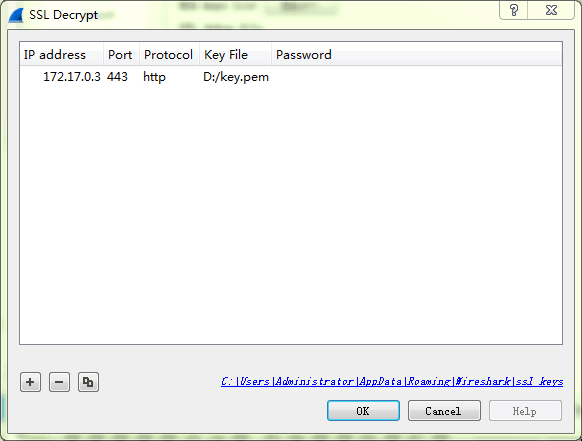 SSL Decrypt
IP address Port Protocol Key File Password
172.17.0.3 443 http D:/key.pem
C:\Users\Administrator\AppData\Roaming\Wireshark\ssl_keys
OK Cancel Help